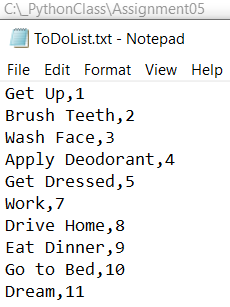 C:\_PythonClass\Assignment05
ToDoList.txt - Notepad
File Edit Format View Help
Get Up,1
Brush Teeth,2
Wash Face,3
Apply Deodorant,4
Get Dressed,5
Work,7
Drive Home,8
Eat Dinner,9
Go to Bed,10
Dream,11